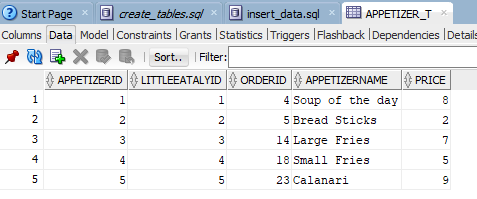 Start Page create_tables.sql insert_data.sql APPETIZER_T
Columns Data Model Constraints Grants Statistics Triggers Flashback Dependencies Details
Sort.. Filter:
APPETIZERID LITTLEEATALYID ORDERID APPETIZERNAME PRICE
1 1 1 4 Soup of the day 8
2 2 2 5 Bread Sticks 2
3 3 3 14 Large Fries 7
4 4 4 18 Small Fries 5
5 5 5 23 Calanari 9